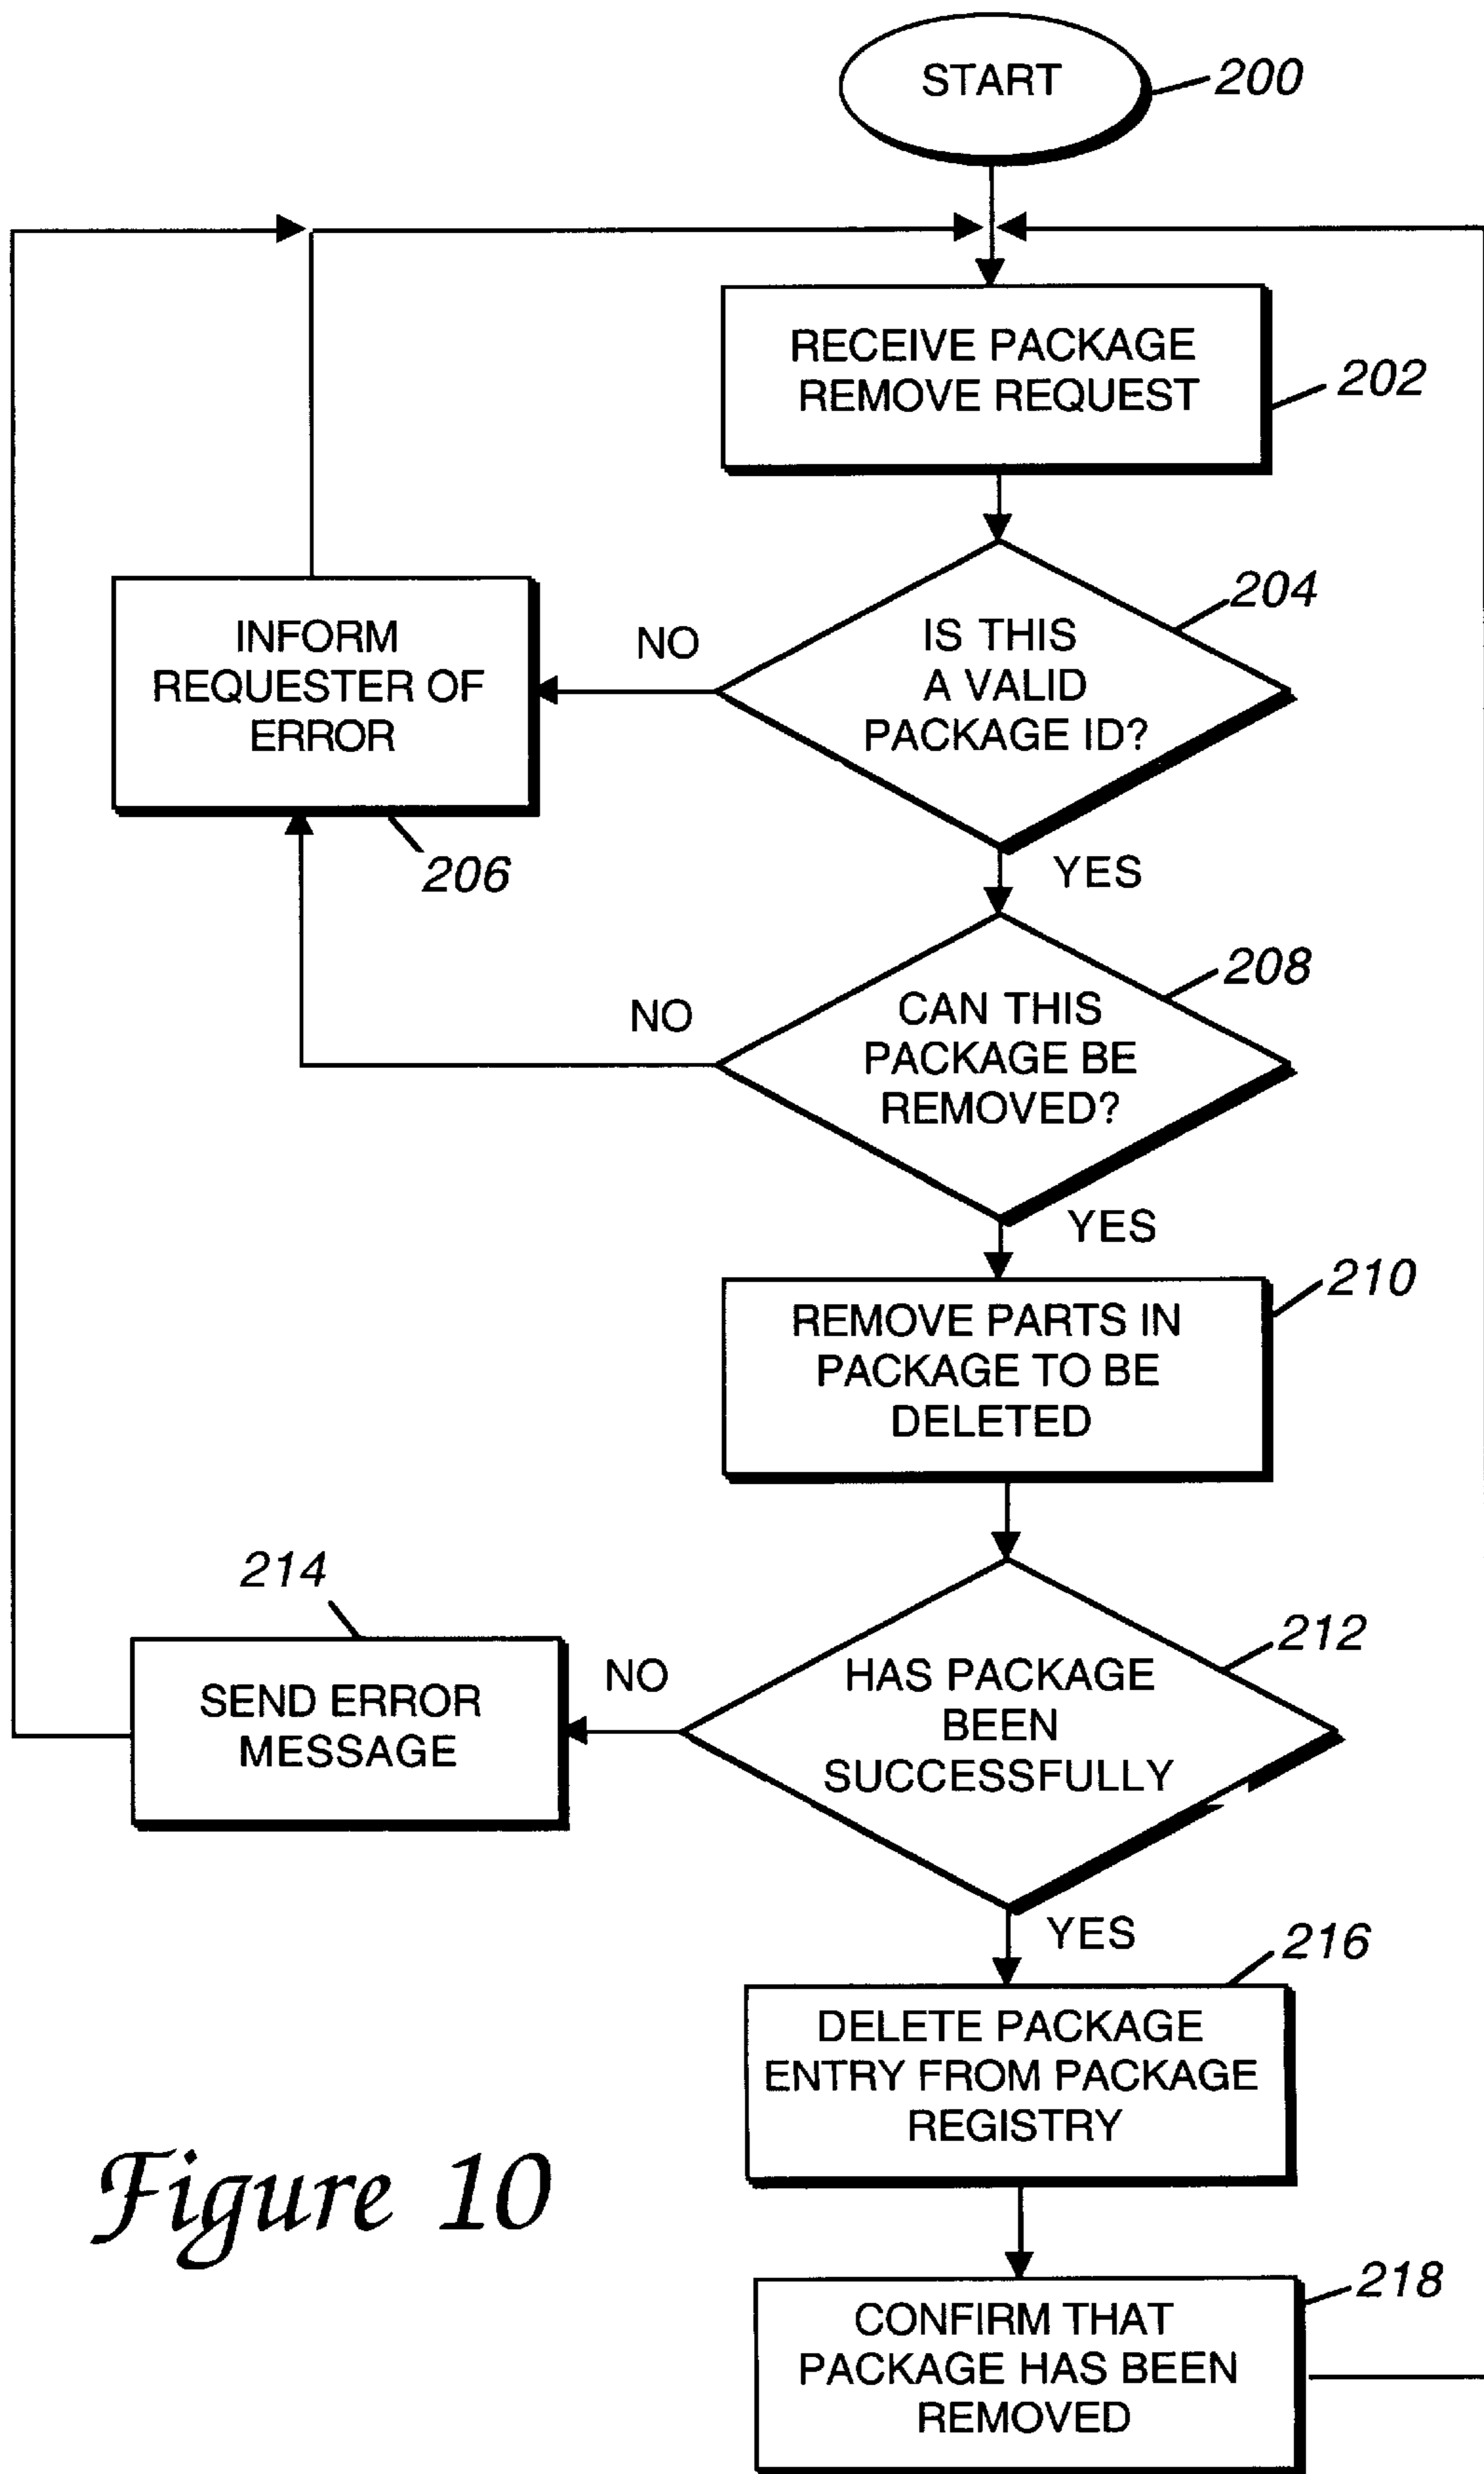 START
200
RECEIVE PACKAGE
REMOVE REQUEST
202
204
IS THIS
A VALID
PACKAGE ID?
NO
INFORM
REQUESTER OF
ERROR
206
YES
208
CAN THIS
PACKAGE BE
REMOVED?
NO
YES
210
REMOVE PARTS IN
PACKAGE TO BE
DELETED
212
HAS PACKAGE
BEEN
SUCCESSFULLY
NO
214
SEND ERROR
MESSAGE
YES
216
DELETE PACKAGE
ENTRY FROM PACKAGE
REGISTRY
218
CONFIRM THAT
PACKAGE HAS BEEN
REMOVED
Figure 10